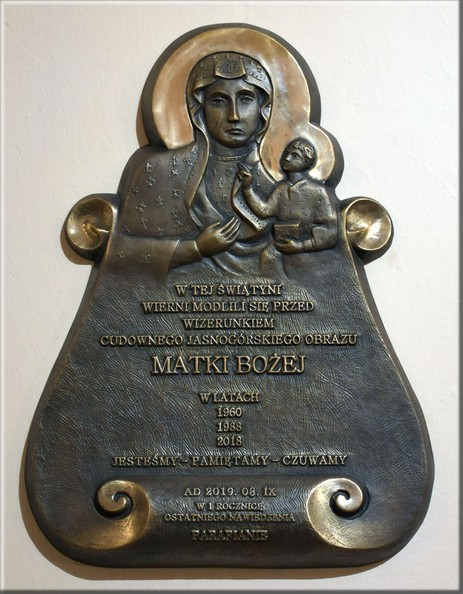 W TEJ ŚWIĄTYNI
WIERNI MODLILI SIĘ PRZED
WIZERUNKIEM
CUDOWNEGO JASNOGÓRSKIEGO OBRAZU
MATKI BOŻEJ
W LATACH
1960
1988
2018
JESTEŚMY – PAMIĘTAMY – CZUWAMY
AD 2019. 08. IX
W I ROCZNICĘ
OSTATNIEGO NAWIEDZENIA
PARAFIANIE